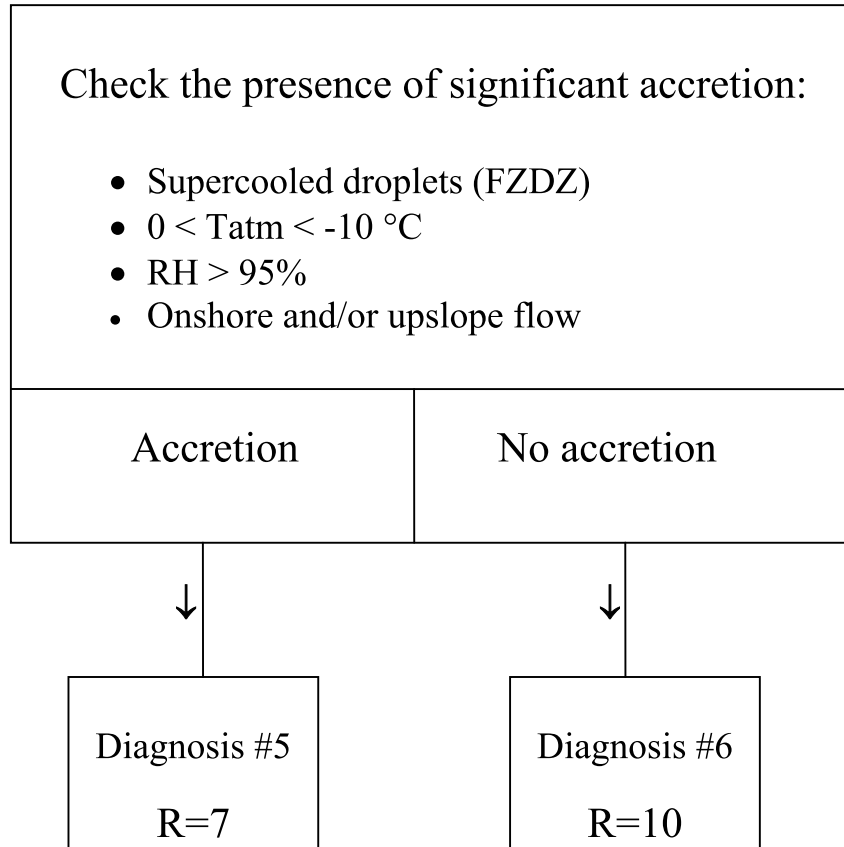 Check the presence of significant accretion:
• Supercooled droplets (FZDZ)
• 0 < Tatm < -10 °C
• RH > 95%
• Onshore and/or upslope flow
Accretion
No accretion
↓
↓
Diagnosis #5
R=7
Diagnosis #6
R=10